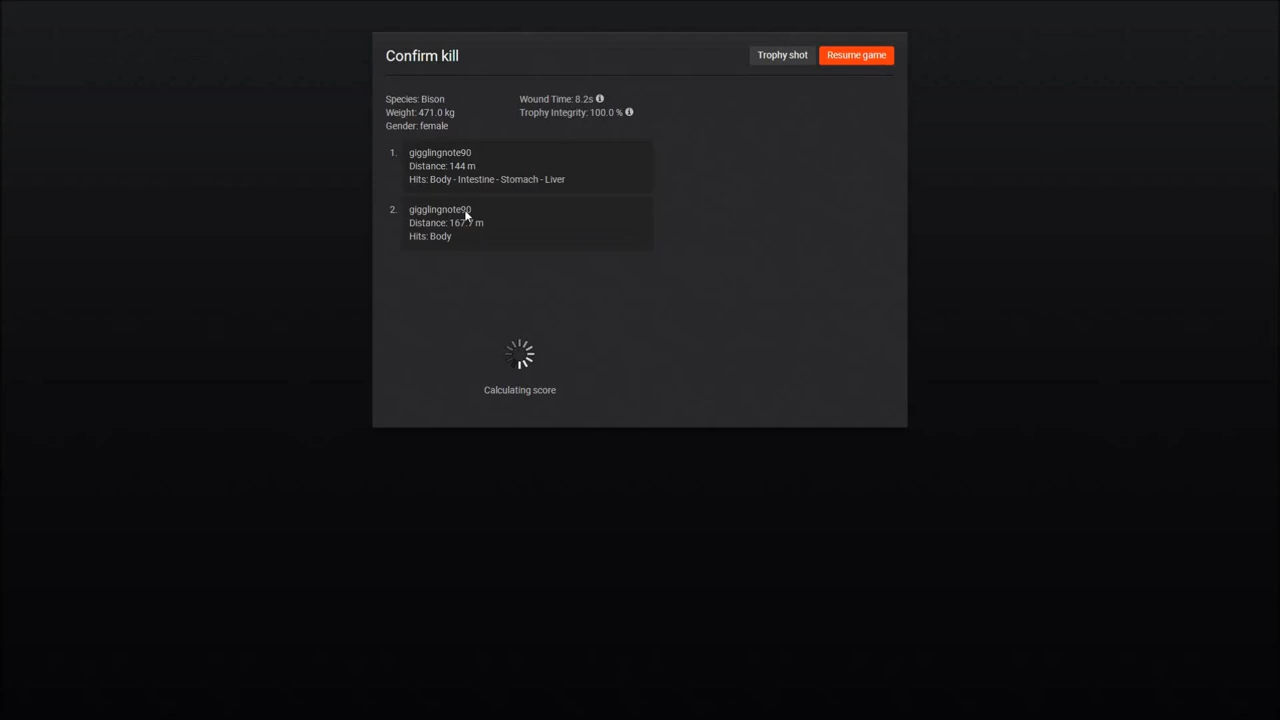 Confirm kill
Trophy shot
Resume game
Species: Bison
Weight: 471.0 kg
Gender: female
Wound Time: 8.2s
Trophy Integrity: 100.0 %
1.
gigglingnote90
Distance: 144 m
Hits: Body - Intestine - Stomach - Liver
2.
gigglingnote90
Distance: 167.7 m
Hits: Body
Calculating score